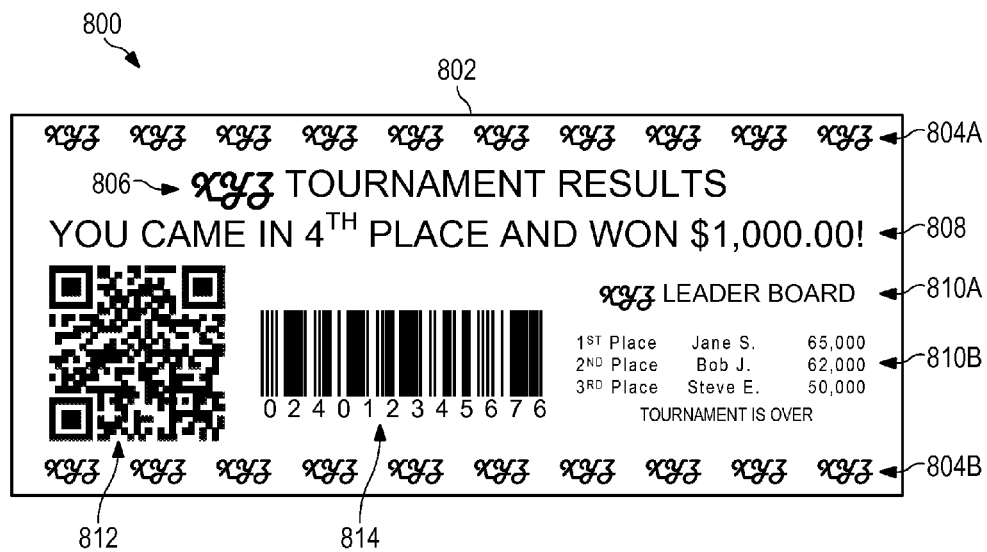 800
802
XYZ XYZ XYZ XYZ XYZ XYZ XYZ XYZ XYZ XYZ 804A
806 XYZ TOURNAMENT RESULTS
YOU CAME IN 4TH PLACE AND WON $1,000.00! 808
XYZ LEADER BOARD 810A
1ST Place Jane S. 65,000
2ND Place Bob J. 62,000 810B
3RD Place Steve E. 50,000
TOURNAMENT IS OVER
0 2 4 0 1 2 3 4 5 6 7 6
XYZ XYZ XYZ XYZ XYZ XYZ XYZ XYZ XYZ XYZ 804B
812 814